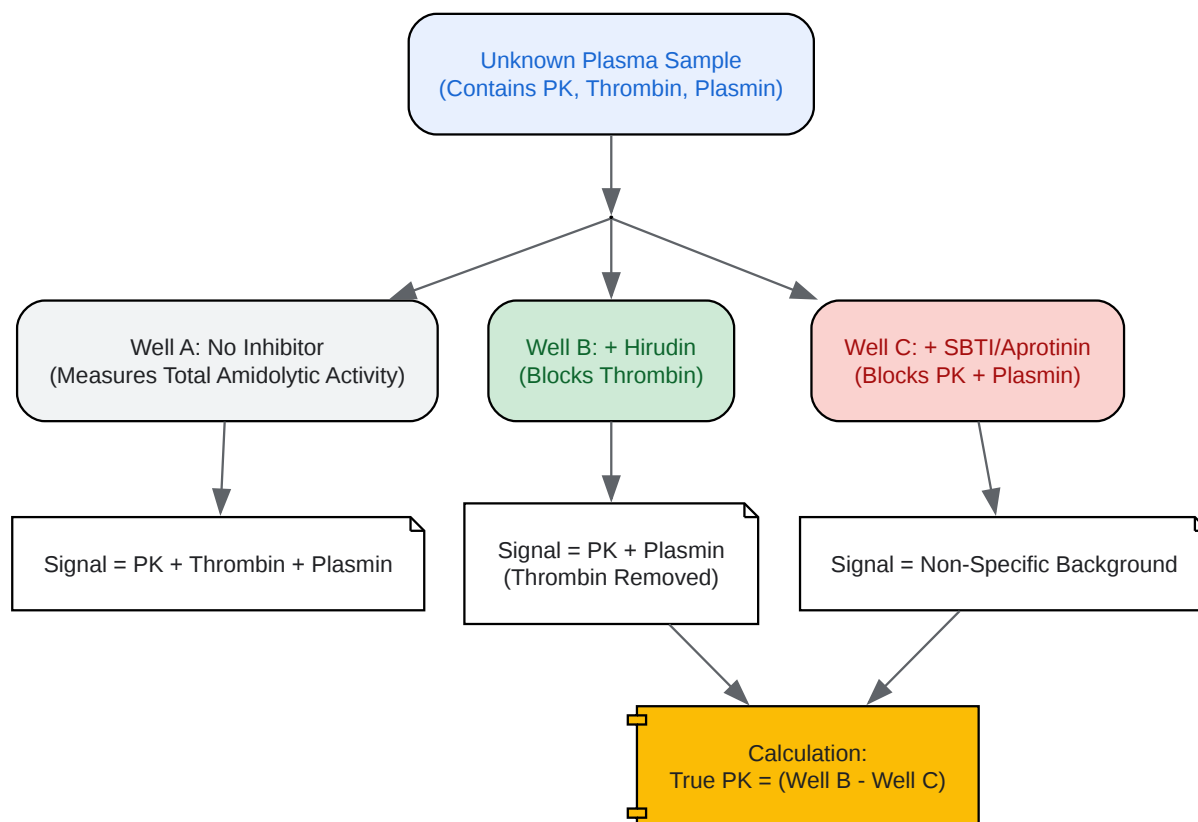 Unknown Plasma Sample
(Contains PK, Thrombin, Plasmin)
Well A: No Inhibitor
(Measures Total Amidolytic Activity)
Well B: + Hirudin
(Blocks Thrombin)
Well C: + SBTI/Aprotinin
(Blocks PK + Plasmin)
Signal = PK + Thrombin + Plasmin
Signal = PK + Plasmin
(Thrombin Removed)
Signal = Non-Specific Background
Calculation:
True PK = (Well B - Well C)